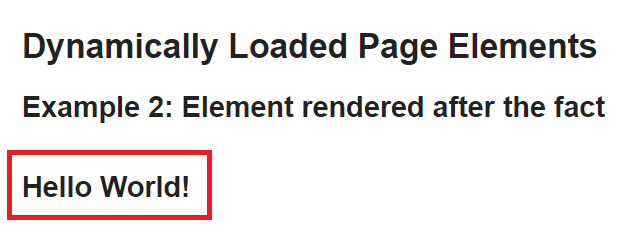 Dynamically Loaded Page Elements
Example 2: Element rendered after the fact
Hello World!